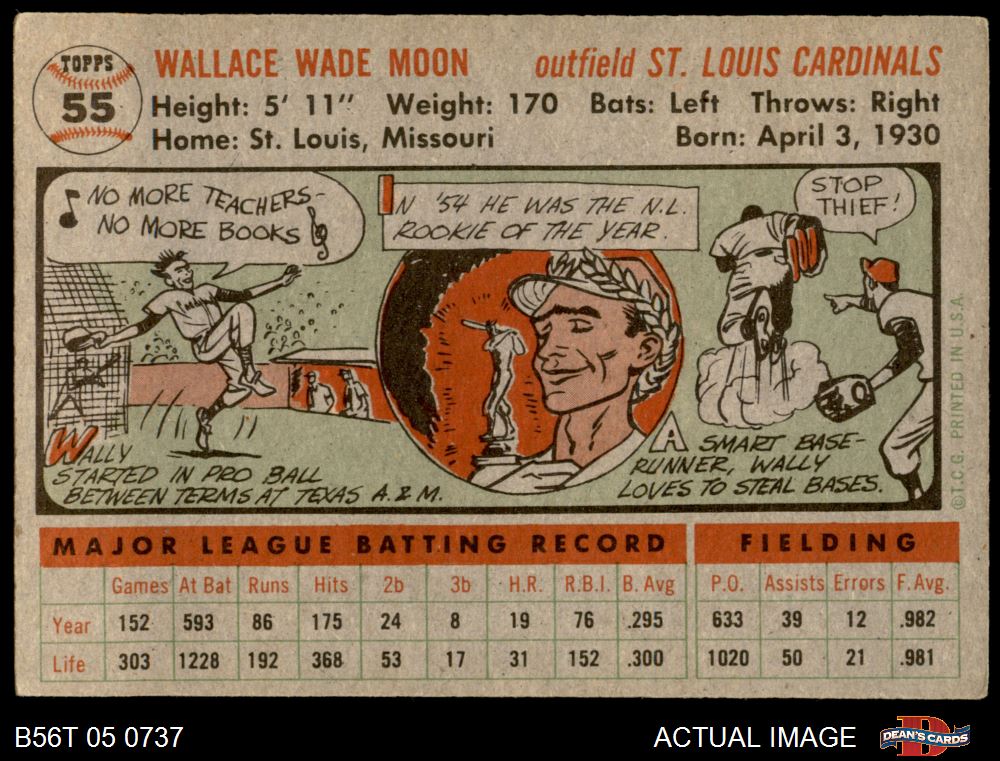 TOPPS
55
WALLACE WADE MOON outfield ST. LOUIS CARDINALS
Height: 5' 11" Weight: 170 Bats: Left Throws: Right
Home: St. Louis, Missouri Born: April 3, 1930
NO MORE TEACHERS-
NO MORE BOOKS
IN '54 HE WAS THE N.L.
ROOKIE OF THE YEAR.
STOP
THIEF!
WALLY
STARTED IN PRO BALL
BETWEEN TERMS AT TEXAS A.&M.
A SMART BASE-
RUNNER, WALLY
LOVES TO STEAL BASES.
©T.C.G. PRINTED IN U.S.A.
MAJOR LEAGUE BATTING RECORD FIELDING
Games At Bat Runs Hits 2b 3b H.R. R.B.I. B. Avg P.O. Assists Errors F. Avg.
Year 152 593 86 175 24 8 19 76 .295 633 39 12 .982
Life 303 1228 192 368 53 17 31 152 .300 1020 50 21 .981
B56T 05 0737 ACTUAL IMAGE DEAN'S CARDS